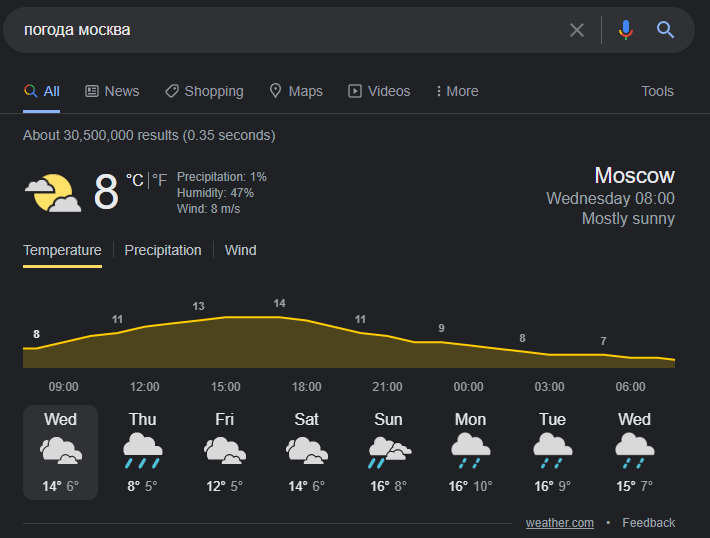 погода москва
All News Shopping Maps Videos More Tools
About 30,500,000 results (0.35 seconds)
8 °C | °F
Precipitation: 1%
Humidity: 47%
Wind: 8 m/s
Moscow
Wednesday 08:00
Mostly sunny
Temperature Precipitation Wind
8 11 13 14 11 9 8 7
09:00 12:00 15:00 18:00 21:00 00:00 03:00 06:00
Wed Thu Fri Sat Sun Mon Tue Wed
14° 6° 8° 5° 12° 5° 14° 6° 16° 8° 16° 10° 16° 9° 15° 7°
weather.com • Feedback